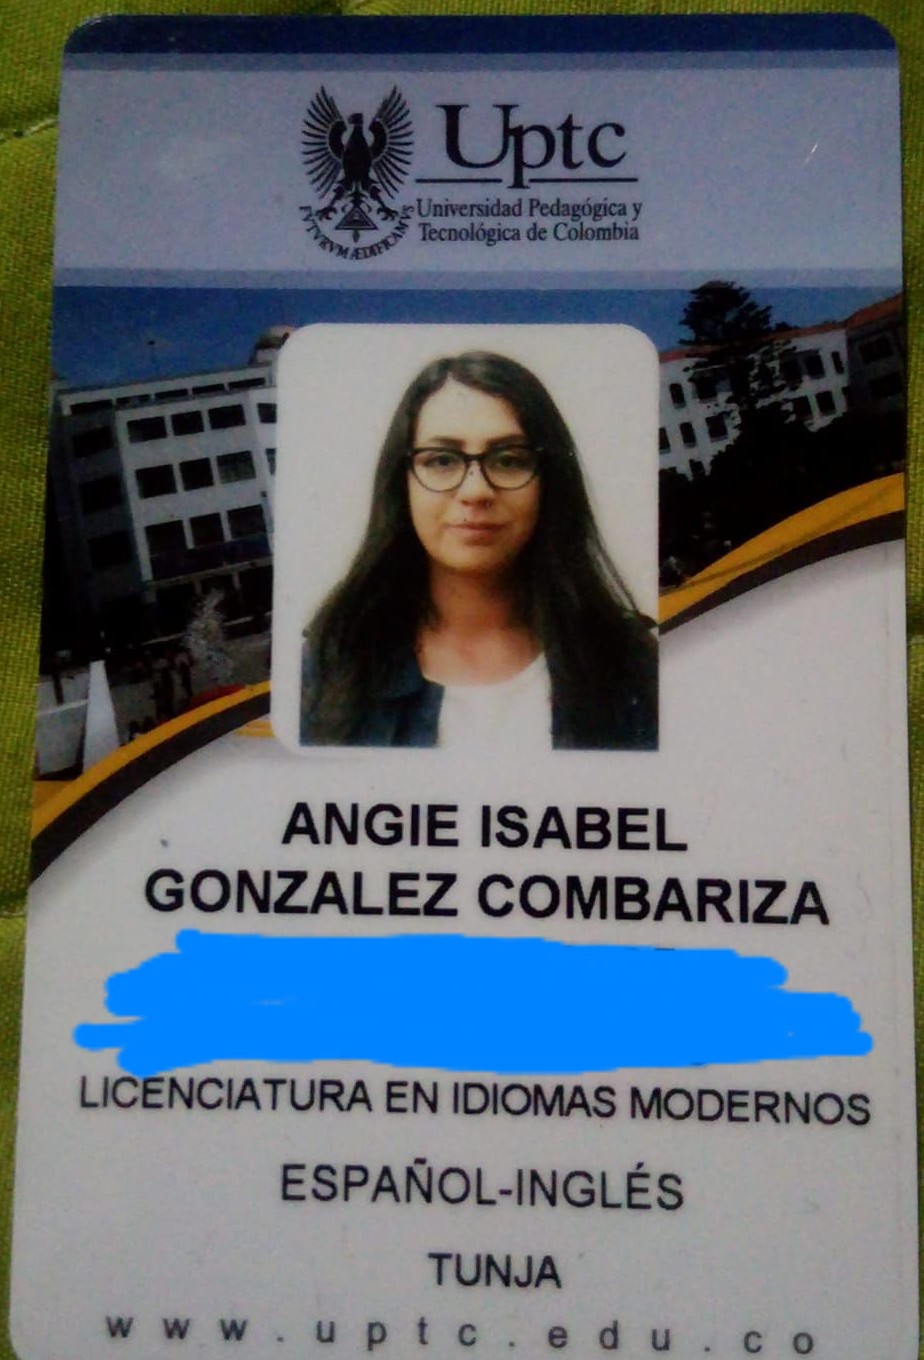 Uptc
Universidad Pedagógica y
Tecnológica de Colombia
FVTVRVM ÆDIFICAMVS
ANGIE ISABEL
GONZALEZ COMBARIZA
LICENCIATURA EN IDIOMAS MODERNOS
ESPAÑOL-INGLÉS
TUNJA
www.uptc.edu.co